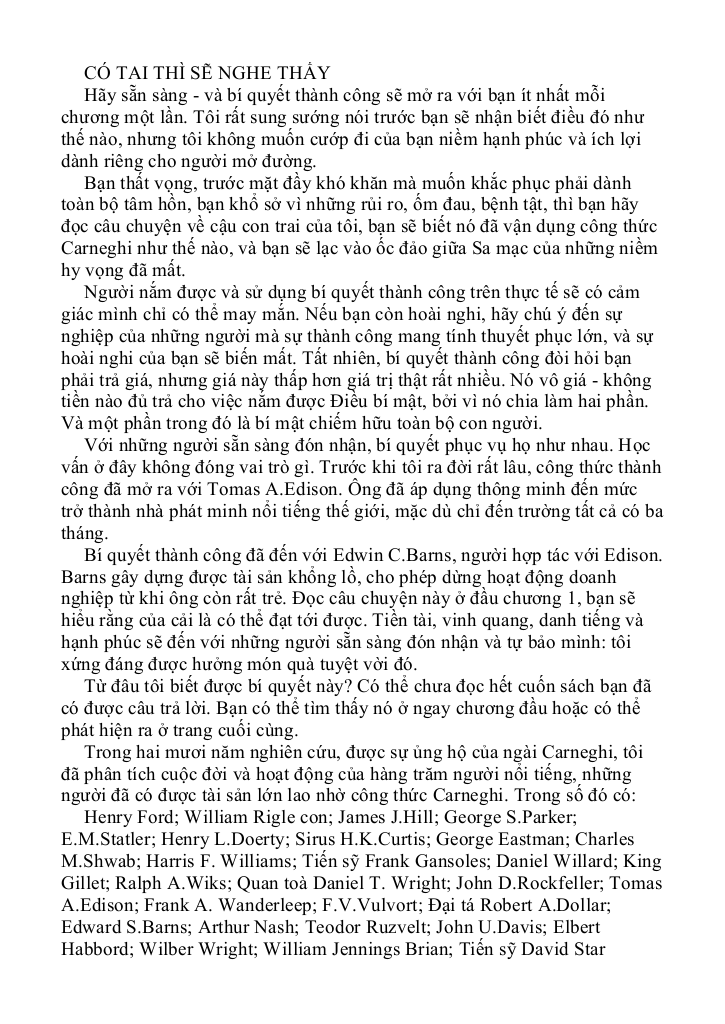 CÓ TAI THÌ SẼ NGHE THẤY
Hãy sẵn sàng - và bí quyết thành công sẽ mở ra với bạn ít nhất mỗi
chương một lần. Tôi rất sung sướng nói trước bạn sẽ nhận biết điều đó như
thế nào, nhưng tôi không muốn cướp đi của bạn niềm hạnh phúc và ích lợi
dành riêng cho người mở đường.
Bạn thất vọng, trước mặt đầy khó khăn mà muốn khắc phục phải dành
toàn bộ tâm hồn, bạn khổ sở vì những rủi ro, ốm đau, bệnh tật, thì bạn hãy
đọc câu chuyện về cậu con trai của tôi, bạn sẽ biết nó đã vận dụng công thức
Carneghi như thế nào, và bạn sẽ lạc vào ốc đảo giữa Sa mạc của những niềm
hy vọng đã mất.
Người nắm được và sử dụng bí quyết thành công trên thực tế sẽ có cảm
giác mình chỉ có thể may mắn. Nếu bạn còn hoài nghi, hãy chú ý đến sự
nghiệp của những người mà sự thành công mang tính thuyết phục lớn, và sự
hoài nghi của bạn sẽ biến mất. Tất nhiên, bí quyết thành công đòi hỏi bạn
phải trả giá, nhưng giá này thấp hơn giá trị thật rất nhiều. Nó vô giá - không
tiền nào đủ trả cho việc nắm được Điều bí mật, bởi vì nó chia làm hai phần.
Và một phần trong đó là bí mật chiếm hữu toàn bộ con người.
Với những người sẵn sàng đón nhận, bí quyết phục vụ họ như nhau. Học
vấn ở đây không đóng vai trò gì. Trước khi tôi ra đời rất lâu, công thức thành
công đã mở ra với Tomas A.Edison. Ông đã áp dụng thông minh đến mức
trở thành nhà phát minh nổi tiếng thế giới, mặc dù chỉ đến trường tất cả có ba
tháng.
Bí quyết thành công đã đến với Edwin C.Barns, người hợp tác với Edison.
Barns gây dựng được tài sản khổng lồ, cho phép dừng hoạt động doanh
nghiệp từ khi ông còn rất trẻ. Đọc câu chuyện này ở đầu chương 1, bạn sẽ
hiểu rằng của cải là có thể đạt tới được. Tiền tài, vinh quang, danh tiếng và
hạnh phúc sẽ đến với những người sẵn sàng đón nhận và tự bảo mình: tôi
xứng đáng được hưởng món quà tuyệt vời đó.
Từ đâu tôi biết được bí quyết này? Có thể chưa đọc hết cuốn sách bạn đã
có được câu trả lời. Bạn có thể tìm thấy nó ở ngay chương đầu hoặc có thể
phát hiện ra ở trang cuối cùng.
Trong hai mươi năm nghiên cứu, được sự ủng hộ của ngài Carneghi, tôi
đã phân tích cuộc đời và hoạt động của hàng trăm người nổi tiếng, những
người đã có được tài sản lớn lao nhờ công thức Carneghi. Trong số đó có:
Henry Ford; William Rigle con; James J.Hill; George S.Parker;
E.M.Statler; Henry L.Doerty; Sirus H.K.Curtis; George Eastman; Charles
M.Shwab; Harris F. Williams; Tiến sỹ Frank Gansoles; Daniel Willard; King
Gillet; Ralph A.Wiks; Quan toà Daniel T. Wright; John D.Rockfeller; Tomas
A.Edison; Frank A. Wanderleep; F.V.Vulvort; Đại tá Robert A.Dollar;
Edward S.Barns; Arthur Nash; Teodor Ruzvelt; John U.Davis; Elbert
Habbord; Wilber Wright; William Jennings Brian; Tiến sỹ David Star